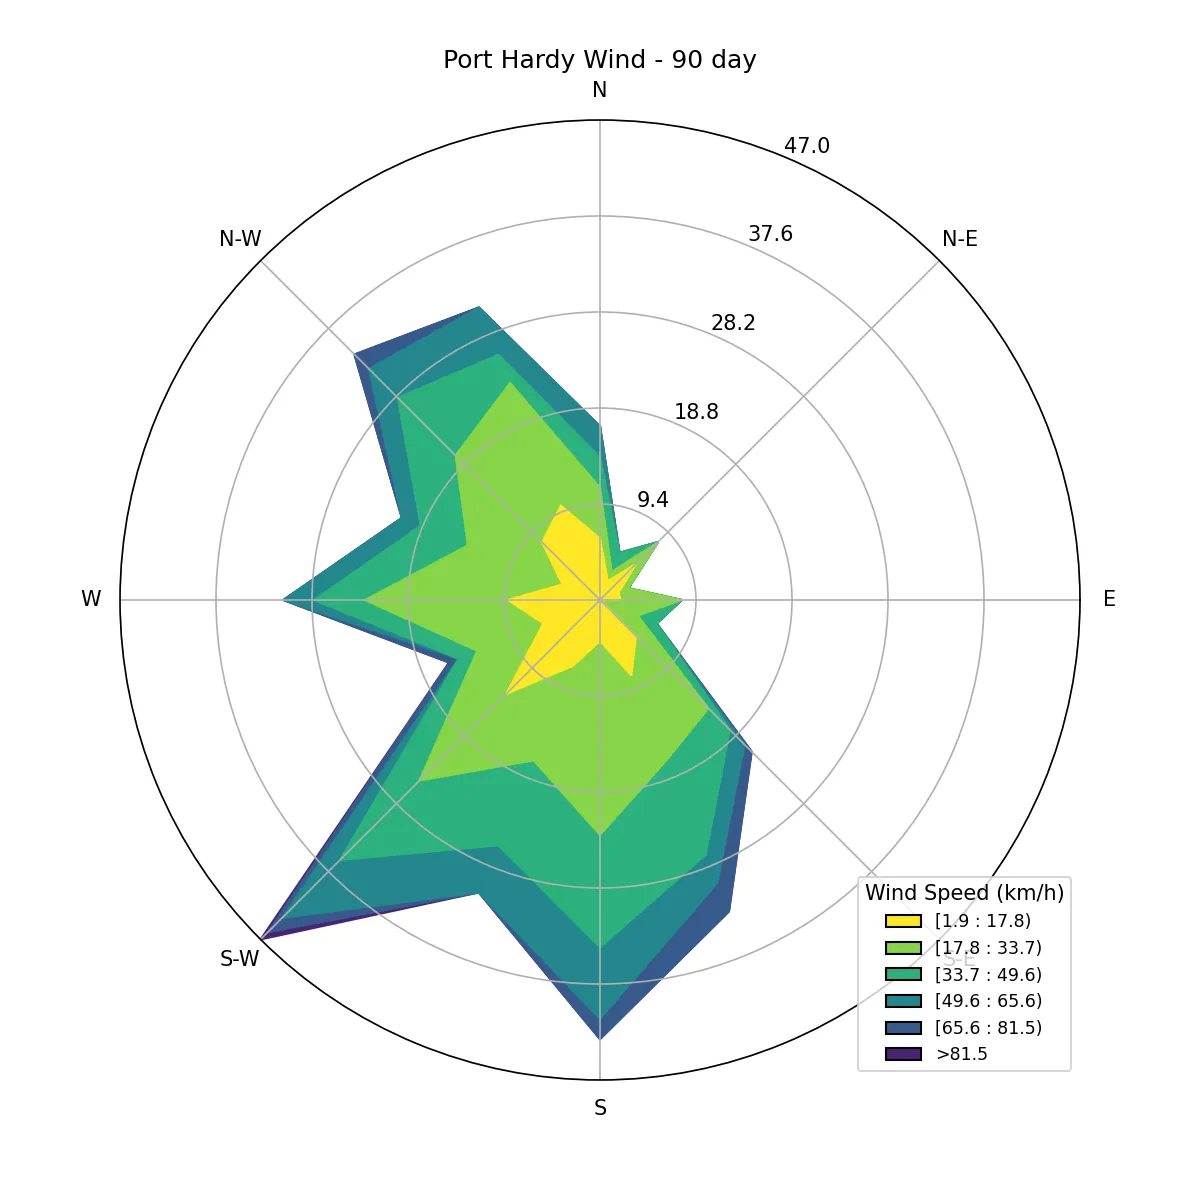 Port Hardy Wind - 90 day
N
47.0
37.6
N-W
N-E
28.2
18.8
9.4
W
E
Wind Speed (km/h)
[1.9 : 17.8)
[17.8 : 33.7)
S-W
S-E
[33.7 : 49.6)
[49.6 : 65.6)
[65.6 : 81.5)
>81.5
S